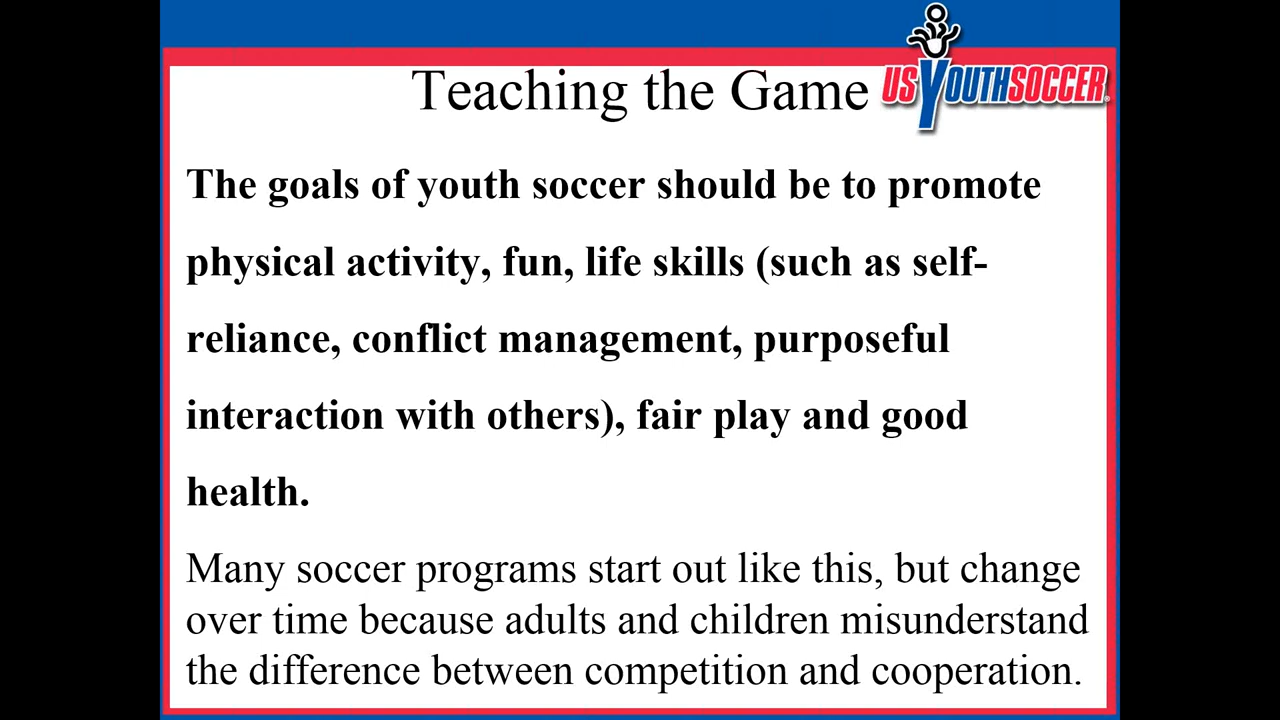 Teaching the Game
US YOUTH SOCCER®
The goals of youth soccer should be to promote
physical activity, fun, life skills (such as self-
reliance, conflict management, purposeful
interaction with others), fair play and good
health.
Many soccer programs start out like this, but change
over time because adults and children misunderstand
the difference between competition and cooperation.